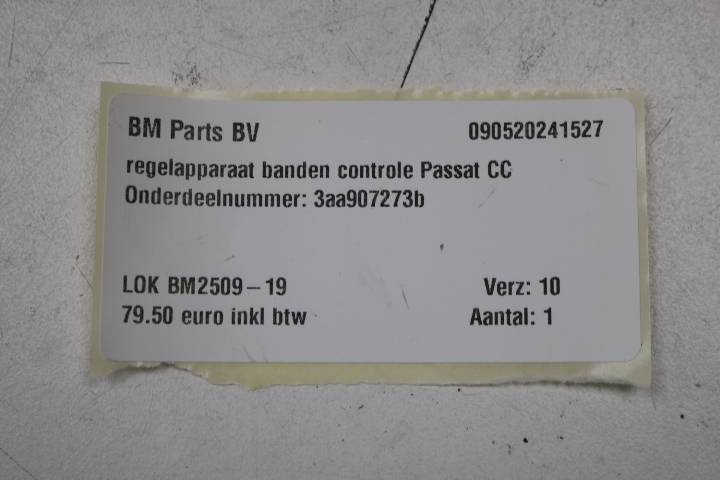 BM Parts BV 090520241527
regelapparaat banden controle Passat CC
Onderdeelnummer: 3aa907273b
LOK BM2509-19 Verz: 10
79.50 euro inkl btw Aantal: 1